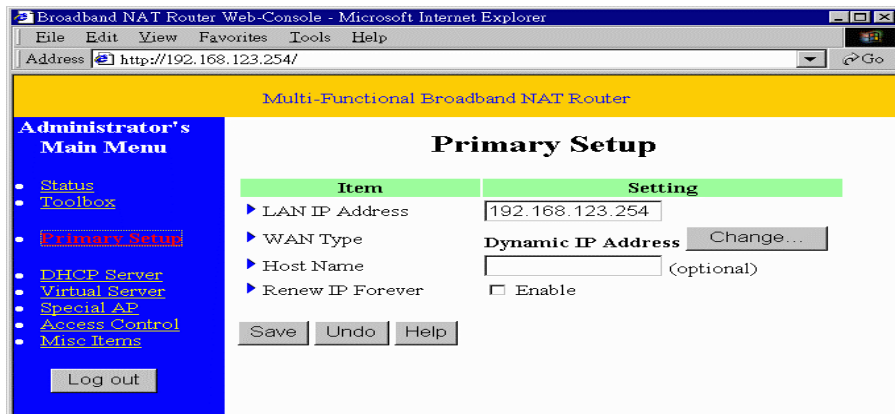 Broadband NAT Router Web-Console - Microsoft Internet Explorer
File Edit View Favorites Tools Help
Address http://192.168.123.254/ Go
Multi-Functional Broadband NAT Router
Administrator's
Main Menu
Status
Toolbox
Primary Setup
DHCP Server
Virtual Server
Special AP
Access Control
Misc Items
Log out
Primary Setup
Item Setting
LAN IP Address 192.168.123.254
WAN Type Dynamic IP Address Change...
Host Name (optional)
Renew IP Forever Enable
Save Undo Help